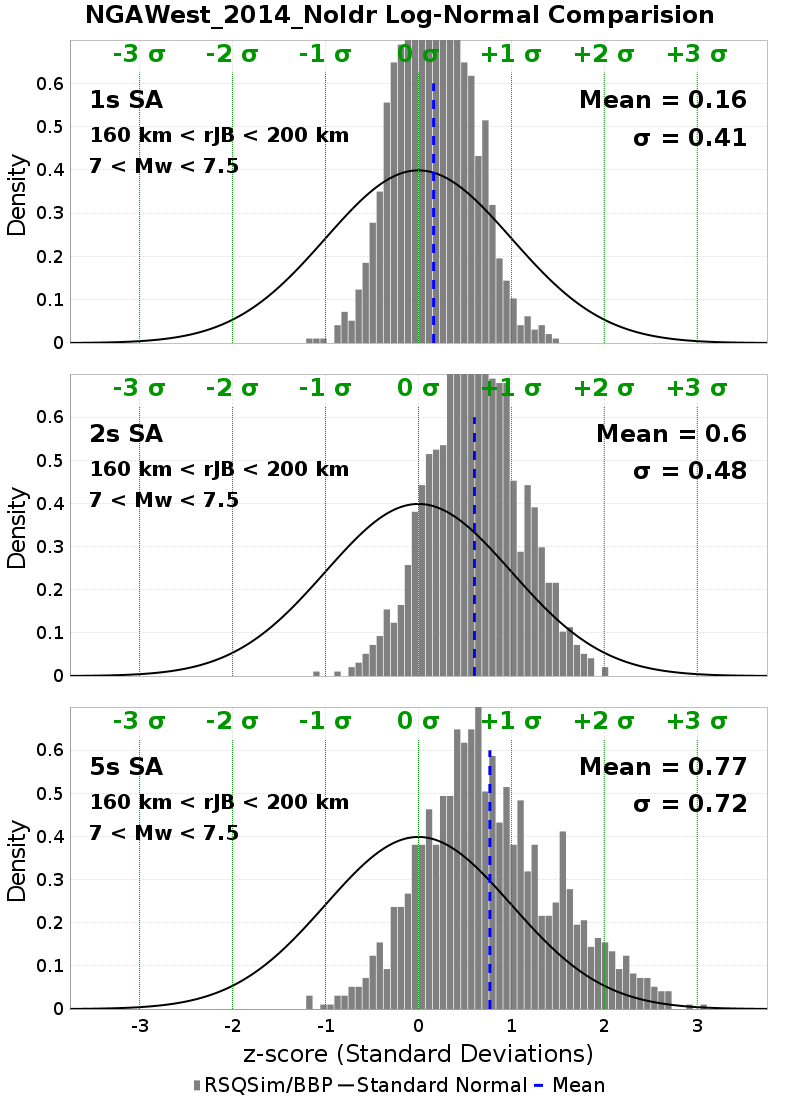 NGAWest_2014_NoIdr Log-Normal Comparision
-3 σ -2 σ -1 σ 0 σ +1 σ +2 σ +3 σ
0.6
1s SA Mean = 0.16
0.5
160 km < rJB < 200 km σ = 0.41
7 < Mw < 7.5
0.4
Density
0.3
0.2
0.1
0
-3 σ -2 σ -1 σ 0 σ +1 σ +2 σ +3 σ
0.6
2s SA Mean = 0.6
0.5
160 km < rJB < 200 km σ = 0.48
7 < Mw < 7.5
0.4
Density
0.3
0.2
0.1
0
-3 σ -2 σ -1 σ 0 σ +1 σ +2 σ +3 σ
0.6
5s SA Mean = 0.77
0.5
160 km < rJB < 200 km σ = 0.72
7 < Mw < 7.5
0.4
Density
0.3
0.2
0.1
0
-3 -2 -1 0 1 2 3
z-score (Standard Deviations)
RSQSim/BBP Standard Normal Mean